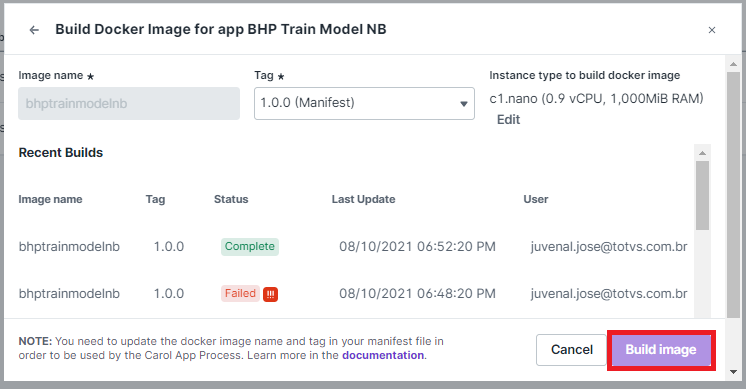 Build Docker Image for app BHP Train Model NB
Image name ★ Tag ★ Instance type to build docker image
bhptrainmodelnb 1.0.0 (Manifest) c1.nano (0.9 vCPU, 1,000MiB RAM)
Edit
Recent Builds
Image name Tag Status Last Update User
bhptrainmodelnb 1.0.0 Complete 08/10/2021 06:52:20 PM juvenal.jose@totvs.com.br
bhptrainmodelnb 1.0.0 Failed !!! 08/10/2021 06:48:20 PM juvenal.jose@totvs.com.br
NOTE: You need to update the docker image name and tag in your manifest file in
order to be used by the Carol App Process. Learn more in the documentation.
Cancel Build image